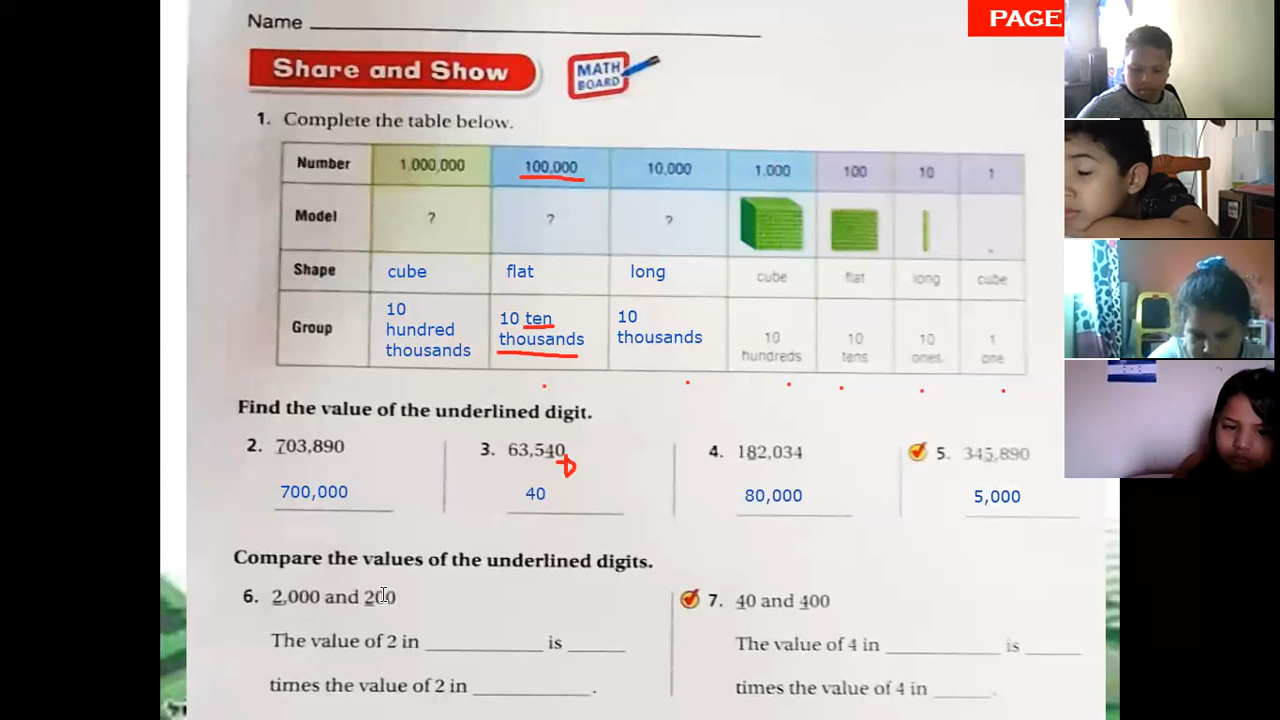 Name
PAGE
Share and Show
MATH BOARD
1. Complete the table below.
Number 1,000,000 100,000 10,000 1,000 100 10 1
Model ? ? ?
Shape cube flat long cube flat long cube
Group 10 hundred thousands 10 ten thousands 10 thousands 10 hundreds 10 tens 10 ones 1 one
Find the value of the underlined digit.
2. 703,890 3. 63,540 4. 182,034 5. 345,890
700,000 40 80,000 5,000
Compare the values of the underlined digits.
6. 2,000 and 200 7. 40 and 400
The value of 2 in ____ is ____ The value of 4 in ____ is ____
times the value of 2 in ____. times the value of 4 in ____.